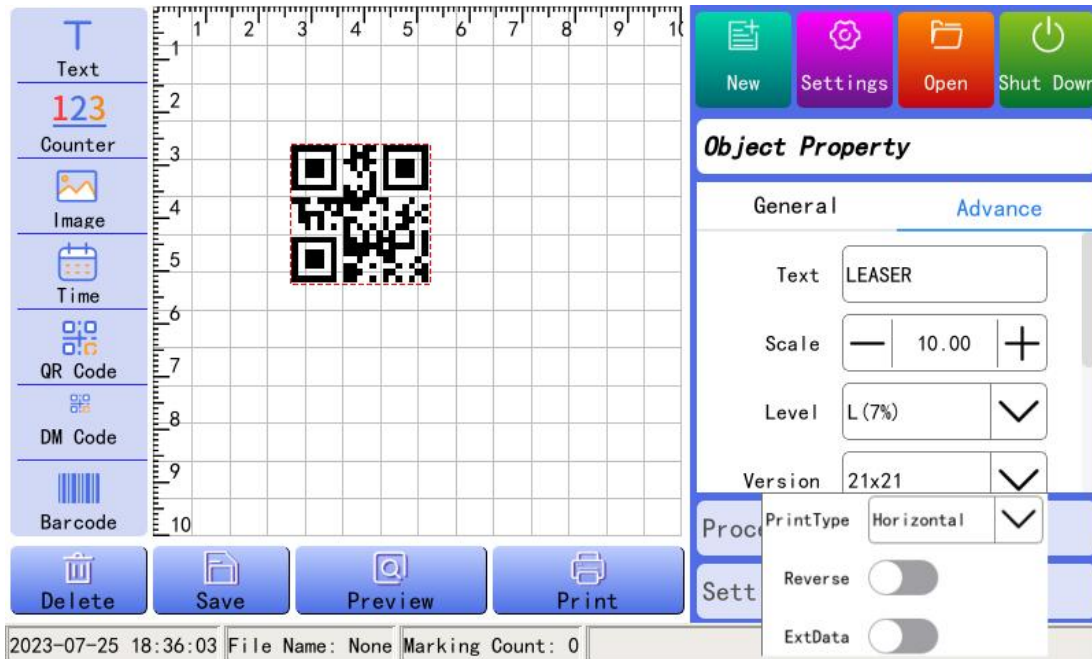 Text
123
Counter
Image
Time
QR Code
DM Code
Barcode
1 2 3 4 5 6 7 8 9 10
1
2
3
4
5
6
7
8
9
10
New
Settings
Open
Shut Down
Object Property
General Advance
Text LEASER
Scale 10.00
Level L(7%)
Version 21x21
PrintType Horizontal
Reverse
ExtData
Proce
Sett
Delete
Save
Preview
Print
2023-07-25 18:36:03 File Name: None Marking Count: 0